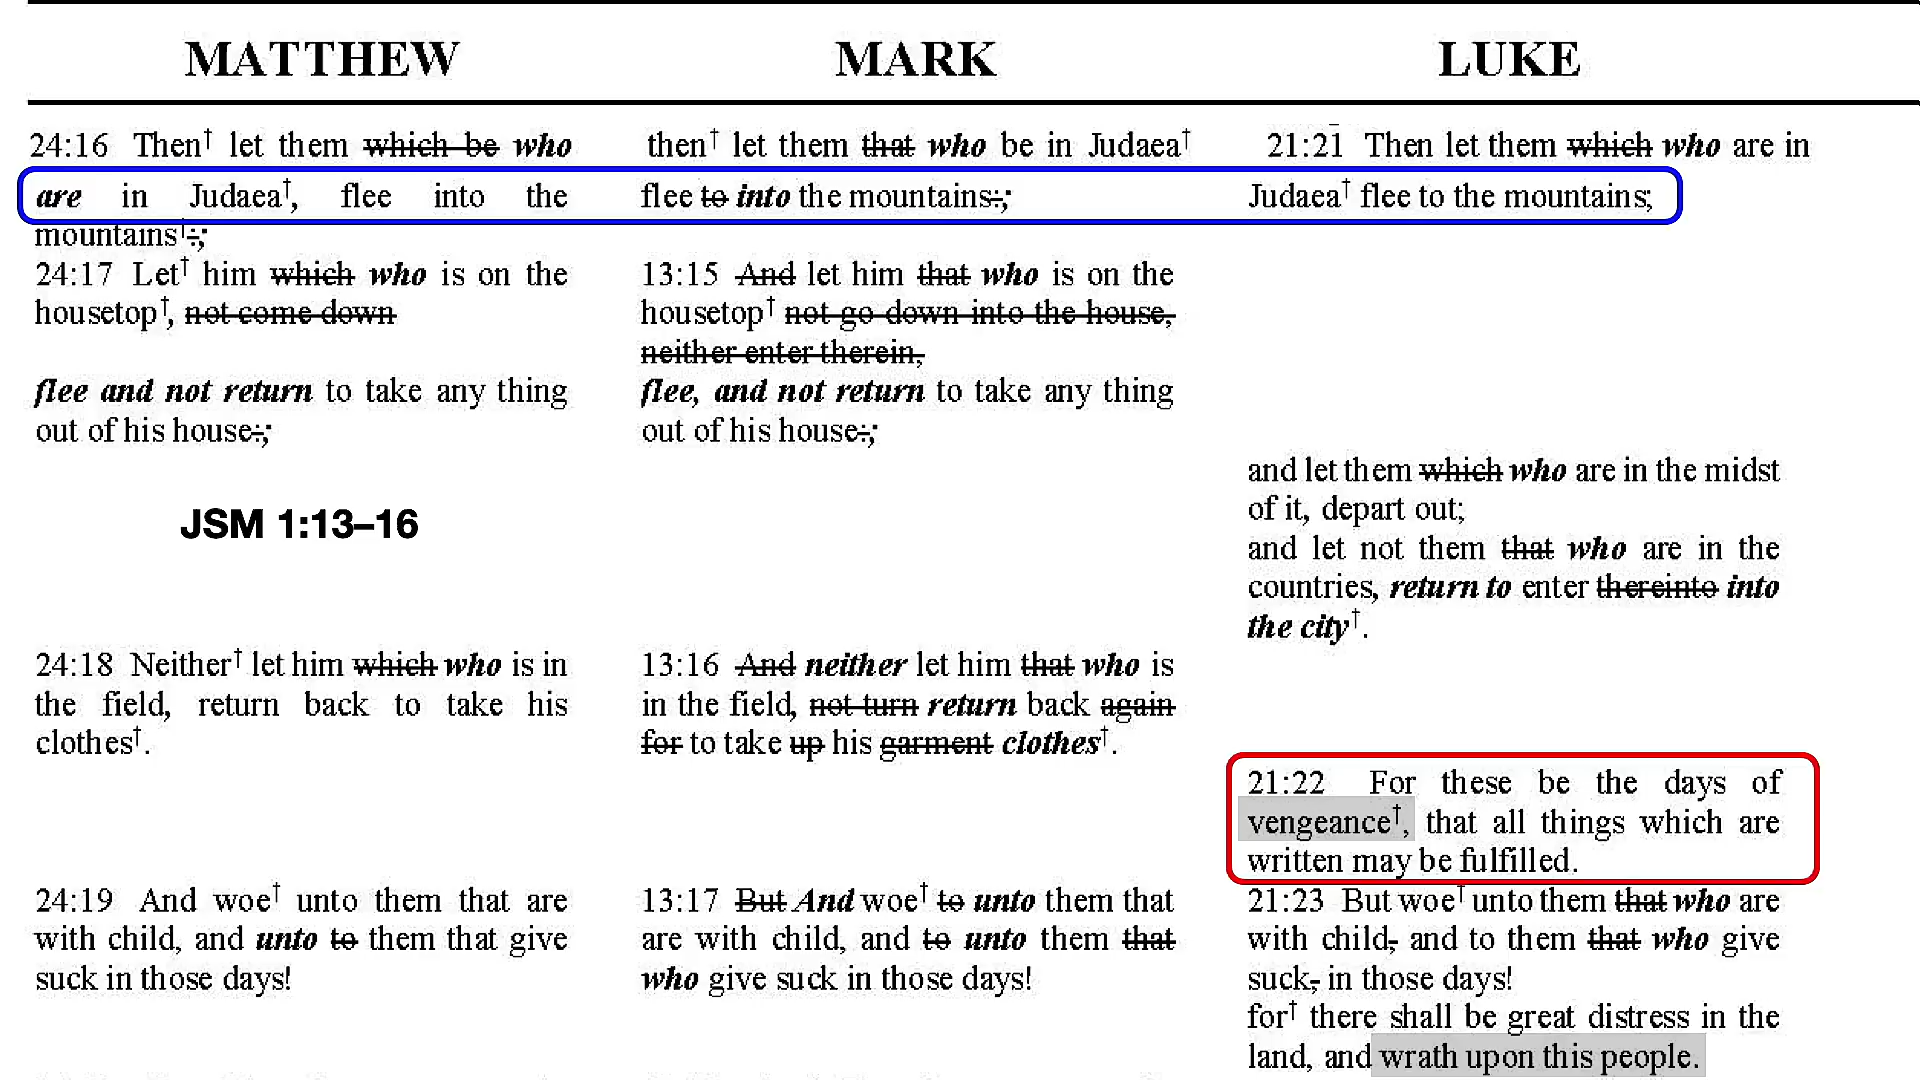 MATTHEW
24:16 Then† let them which be who
are in Judaea†, flee into the
mountains†:;
24:17 Let† him which who is on the
housetop†, not come down
flee and not return to take any thing
out of his house:;
JSM 1:13–16
24:18 Neither† let him which who is in
the field, return back to take his
clothes†.
24:19 And woe† unto them that are
with child, and unto to them that give
suck in those days!
MARK
then† let them that who be in Judaea†
flee to into the mountains:;
13:15 And let him that who is on the
housetop† not go down into the house,
neither enter therein,
flee, and not return to take any thing
out of his house:;
13:16 And neither let him that who is
in the field, not turn return back again
for to take up his garment clothes†.
13:17 But And woe† to unto them that
are with child, and to unto them that
who give suck in those days!
LUKE
21:21 Then let them which who are in
Judaea† flee to the mountains;
and let them which who are in the midst
of it, depart out;
and let not them that who are in the
countries, return to enter thereinto into
the city†.
21:22 For these be the days of
vengeance†, that all things which are
written may be fulfilled.
21:23 But woe† unto them that who are
with child, and to them that who give
suck, in those days!
for† there shall be great distress in the
land, and wrath upon this people.